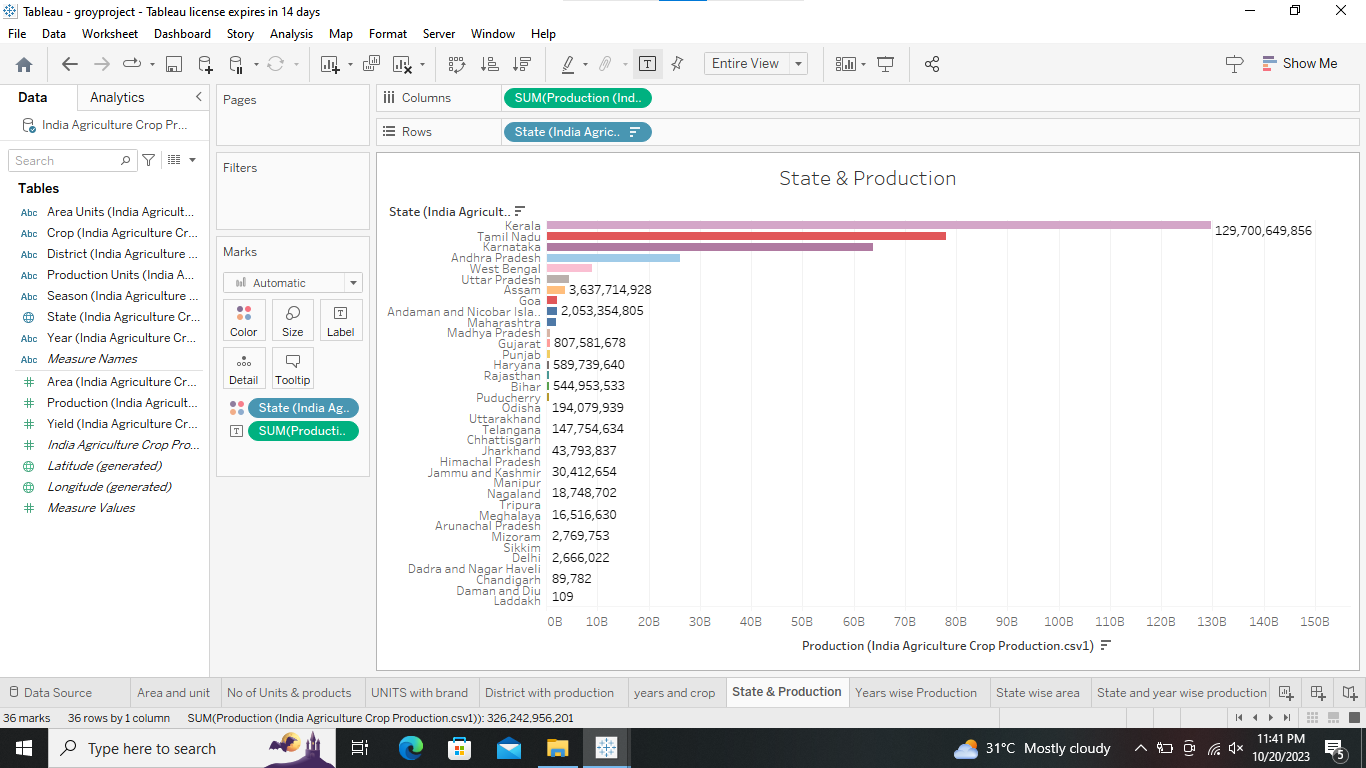 Tableau - groyproject - Tableau license expires in 14 days
File Data Worksheet Dashboard Story Analysis Map Format Server Window Help
Entire View
Show Me
Data Analytics
India Agriculture Crop Pr...
Search
Tables
Abc Area Units (India Agricult...
Abc Crop (India Agriculture Cr...
Abc District (India Agriculture ...
Abc Production Units (India A...
Abc Season (India Agriculture ...
State (India Agriculture Cr...
Abc Year (India Agriculture Cr...
Abc Measure Names
# Area (India Agriculture Cr...
# Production (India Agricult...
# Yield (India Agriculture Cr...
# India Agriculture Crop Pro...
Latitude (generated)
Longitude (generated)
# Measure Values
Pages
Filters
Marks
Automatic
Color Size Label
Detail Tooltip
State (India Ag..
SUM(Producti..
Columns SUM(Production (Ind..
Rows State (India Agric..
State & Production
State (India Agricult..
Kerala 129,700,649,856
Tamil Nadu
Karnataka
Andhra Pradesh
West Bengal
Uttar Pradesh
Assam 3,637,714,928
Goa
Andaman and Nicobar Isla.. 2,053,354,805
Maharashtra
Madhya Pradesh
Gujarat 807,581,678
Punjab
Haryana 589,739,640
Rajasthan
Bihar 544,953,533
Puducherry
Odisha 194,079,939
Uttarakhand
Telangana 147,754,634
Chhattisgarh
Jharkhand 43,793,837
Himachal Pradesh
Jammu and Kashmir 30,412,654
Manipur
Nagaland 18,748,702
Tripura
Meghalaya 16,516,630
Arunachal Pradesh
Mizoram 2,769,753
Sikkim
Delhi 2,666,022
Dadra and Nagar Haveli
Chandigarh 89,782
Daman and Diu
Laddakh 109
0B 10B 20B 30B 40B 50B 60B 70B 80B 90B 100B 110B 120B 130B 140B 150B
Production (India Agriculture Crop Production.csv1)
Data Source Area and unit No of Units & products UNITS with brand District with production years and crop State & Production Years wise Production State wise area State and year wise production
36 marks 36 rows by 1 column SUM(Production (India Agriculture Crop Production.csv1)): 326,242,956,201
Type here to search
31°C Mostly cloudy
11:41 PM
10/20/2023
5